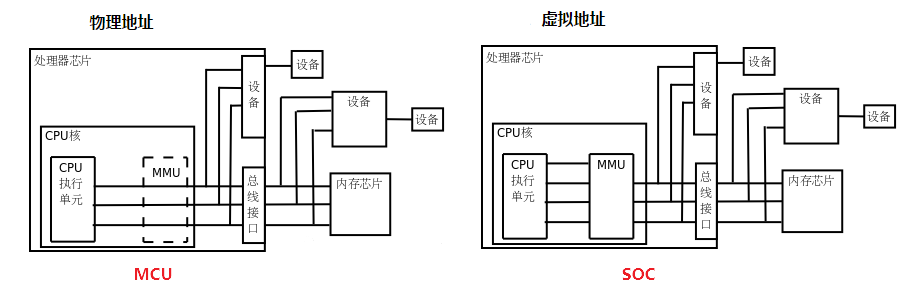 物理地址
处理器芯片
设备
设备
设备
设备
CPU核
CPU
执行
单元
MMU
总
线
接
口
内存芯片
MCU
虚拟地址
处理器芯片
设备
设备
设备
设备
CPU核
CPU
执行
单元
MMU
总
线
接
口
内存芯片
SOC